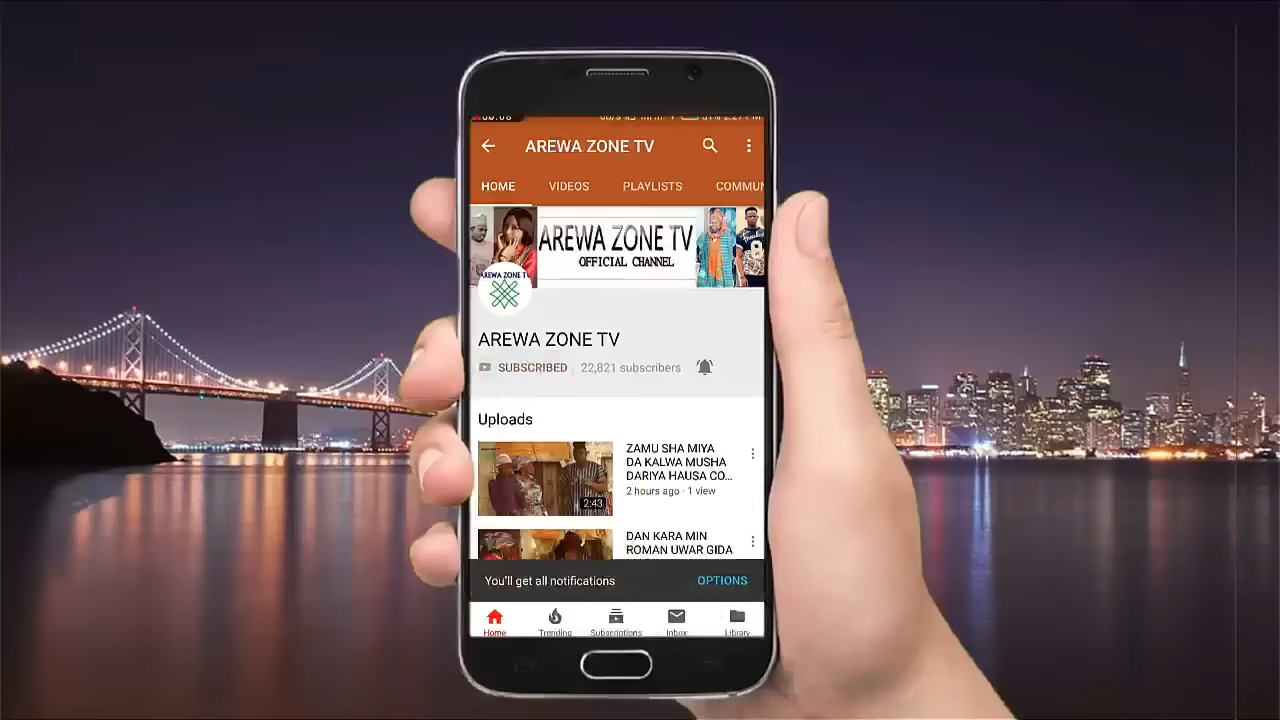 AREWA ZONE TV
HOME VIDEOS PLAYLISTS COMMUN
AREWA ZONE TV
OFFICIAL CHANNEL
AREWA ZONE TV
AREWA ZONE TV
SUBSCRIBED 22,821 subscribers
Uploads
ZAMU SHA MIYA
DA KALWA MUSHA
DARIYA HAUSA CO...
2 hours ago · 1 view
2:43
DAN KARA MIN
ROMAN UWAR GIDA
You'll get all notifications OPTIONS
Home Trending Subscriptions Inbox Library